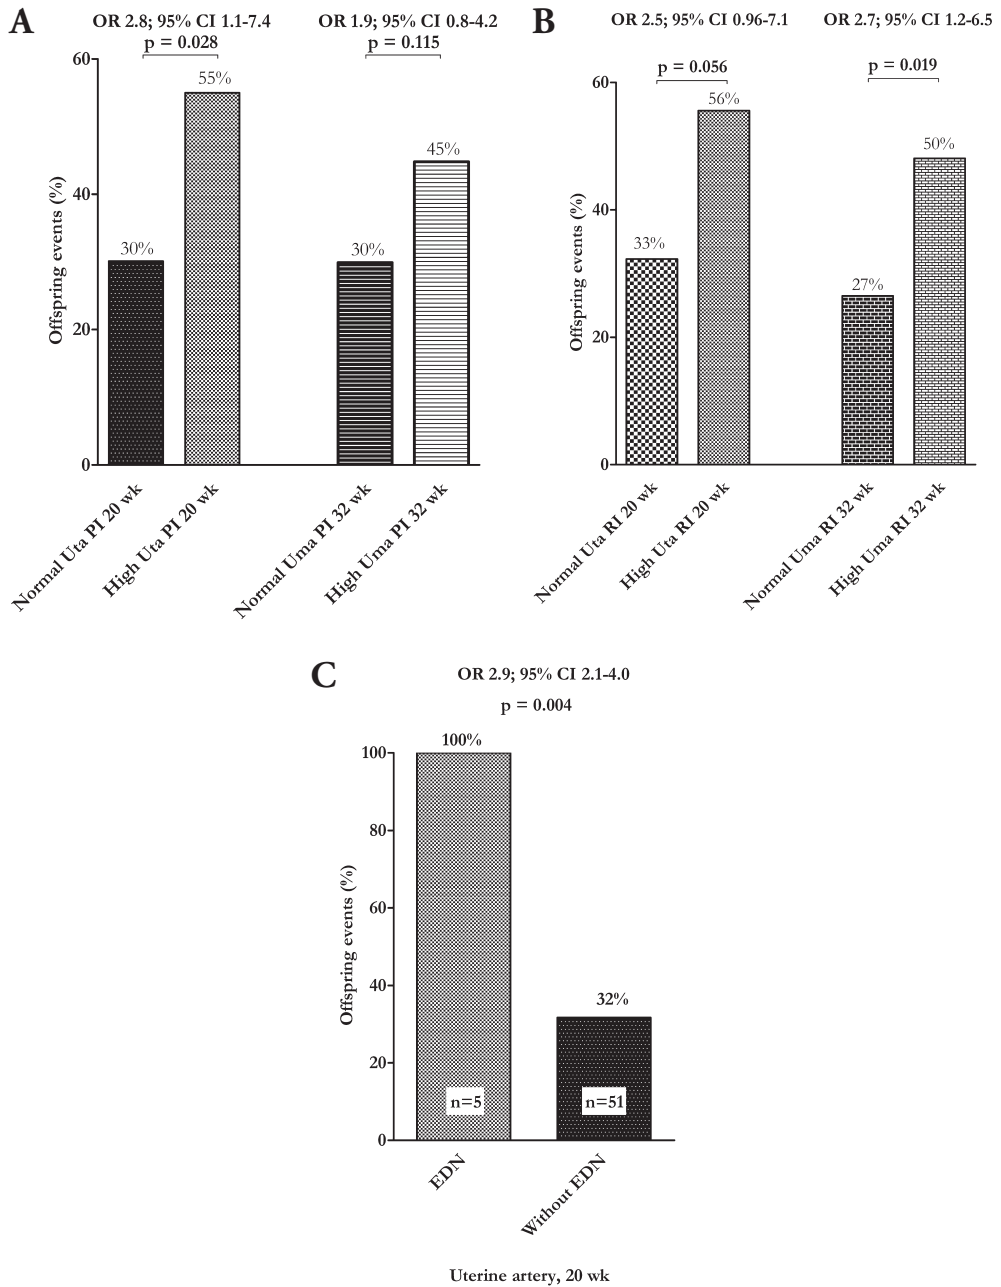 A
OR 2.8; 95% CI 1.1-7.4
p = 0.028
OR 1.9; 95% CI 0.8-4.2
p = 0.115
60
40
20
0
Offspring events (%)
55%
30%
45%
30%
Normal Uta PI 20 wk
High Uta PI 20 wk
Normal Uma PI 32 wk
High Uma PI 32 wk
B
OR 2.5; 95% CI 0.96-7.1
p = 0.056
OR 2.7; 95% CI 1.2-6.5
p = 0.019
60
40
20
0
Offspring events (%)
33%
56%
27%
50%
Normal Uta RI 20 wk
High Uta RI 20 wk
Normal Uma RI 32 wk
High Uma RI 32 wk
C
OR 2.9; 95% CI 2.1-4.0
p = 0.004
100
80
60
40
20
0
Offspring events (%)
100%
32%
n=5
n=51
EDN
Without EDN
Uterine artery, 20 wk